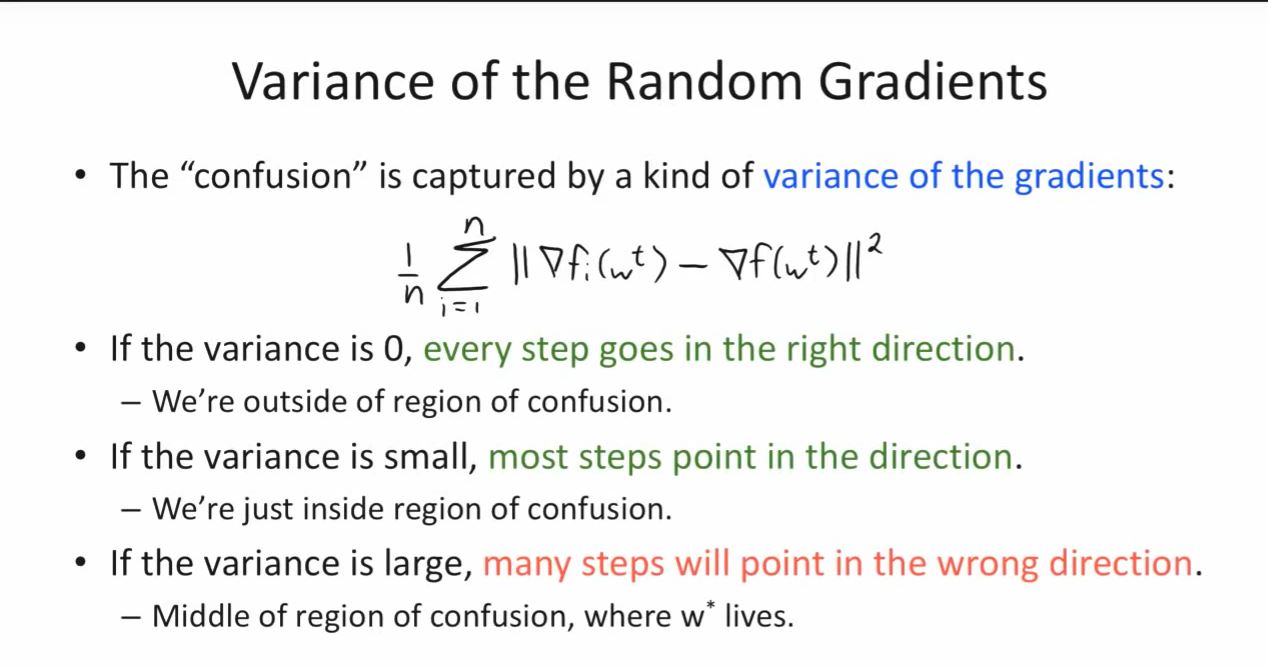 Variance of the Random Gradients
• The “confusion” is captured by a kind of variance of the gradients:
1/n Σ_{i=1}^{n} ||∇f_i(w^t) − ∇f(w^t)||^2
• If the variance is 0, every step goes in the right direction.
– We’re outside of region of confusion.
• If the variance is small, most steps point in the direction.
– We’re just inside region of confusion.
• If the variance is large, many steps will point in the wrong direction.
– Middle of region of confusion, where w* lives.